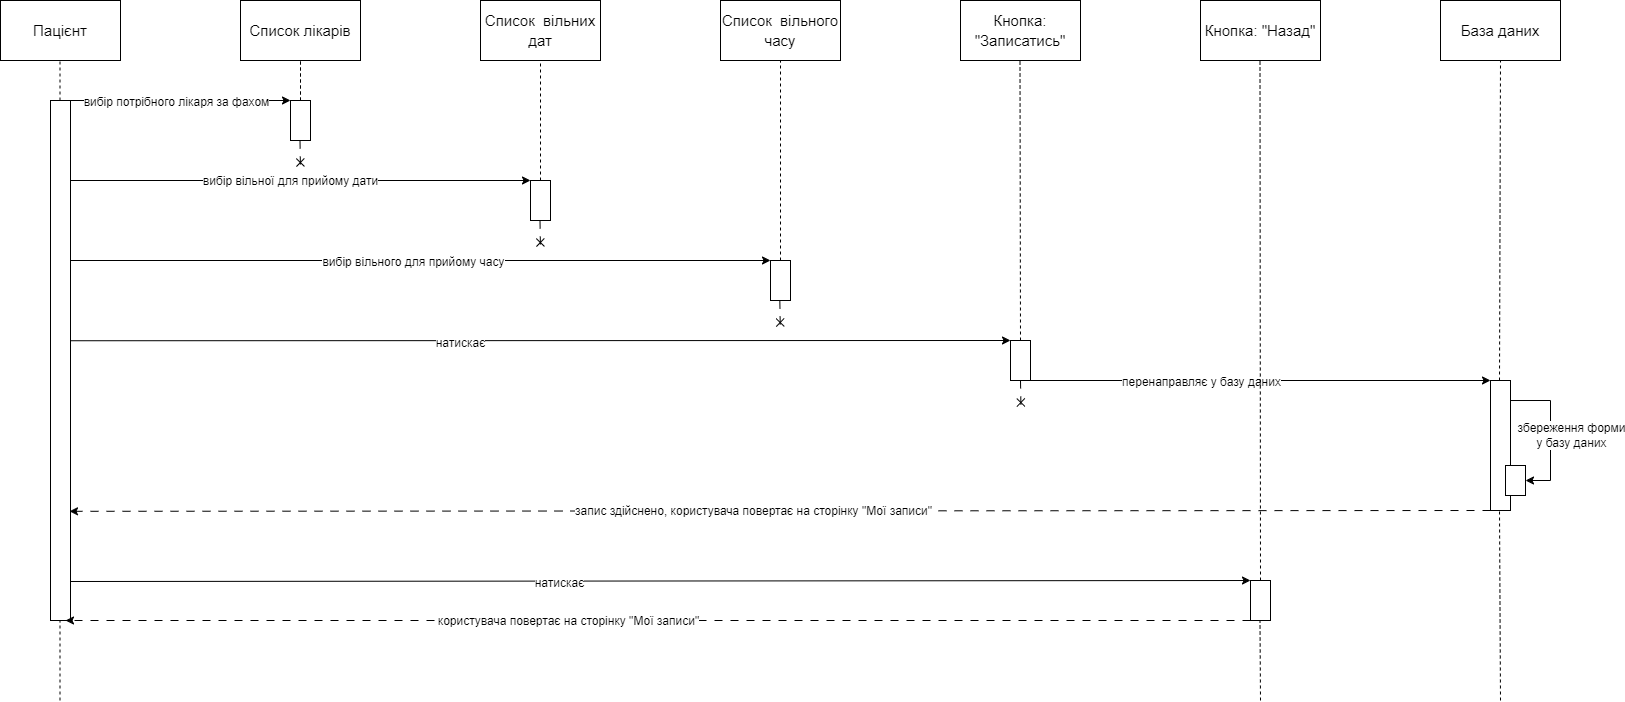 Пацієнт
Список лікарів
Список вільних
дат
Список вільного
часу
Кнопка:
"Записатись"
Кнопка: "Назад"
База даних
вибір потрібного лікаря за фахом
вибір вільної для прийому дати
вибір вільного для прийому часу
натискає
перенаправляє у базу даних
збереження форми
у базу даних
запис здійснено, користувача повертає на сторінку "Мої записи"
натискає
користувача повертає на сторінку "Мої записи"